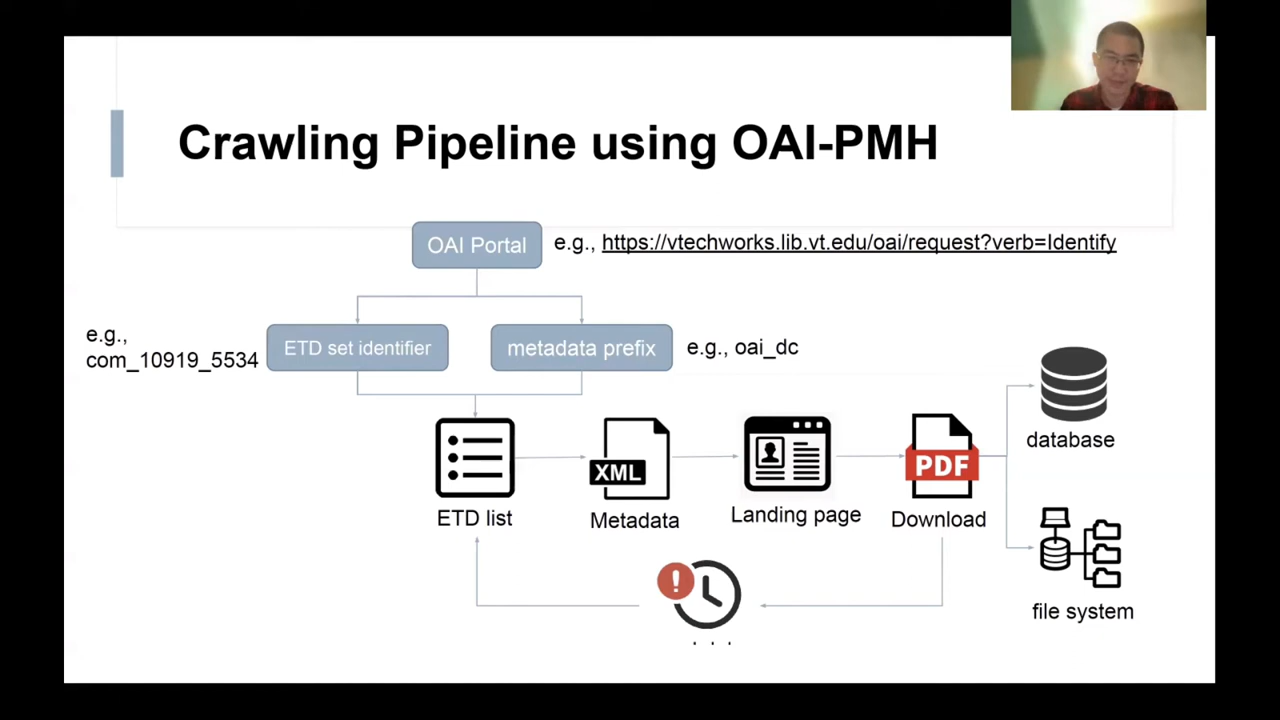 Crawling Pipeline using OAI-PMH
OAI Portal
e.g., https://vtechworks.lib.vt.edu/oai/request?verb=Identify
e.g.,
com_10919_5534
ETD set identifier
metadata prefix
e.g., oai_dc
XML
PDF
database
ETD list
Metadata
Landing page
Download
!
file system